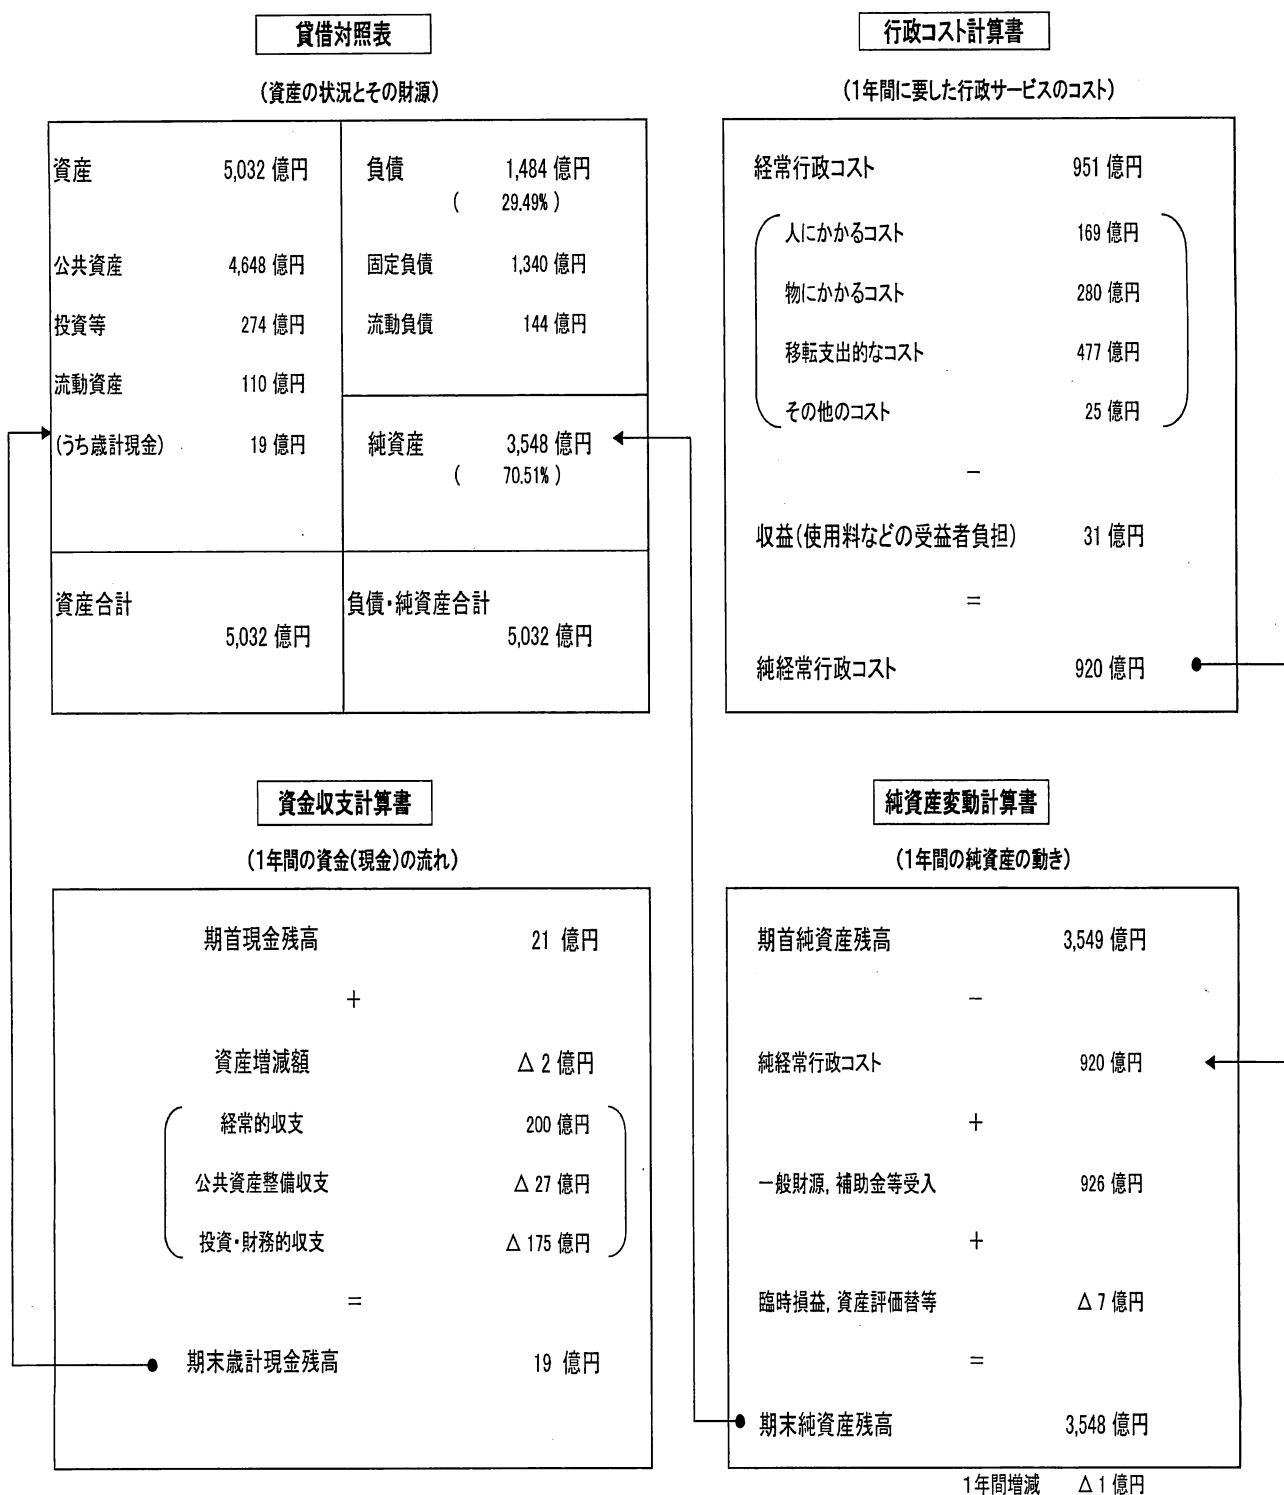 貸借対照表
(資産の状況とその財源)
資産 5,032 億円
公共資産 4,648 億円
投資等 274 億円
流動資産 110 億円
(うち歳計現金) 19 億円
資産合計
5,032 億円
負債 1,484 億円
( 29.49% )
固定負債 1,340 億円
流動負債 144 億円
純資産 3,548 億円
( 70.51% )
負債・純資産合計
5,032 億円
行政コスト計算書
(1年間に要した行政サービスのコスト)
経常行政コスト 951 億円
人にかかるコスト 169 億円
物にかかるコスト 280 億円
移転支出的なコスト 477 億円
その他のコスト 25 億円
－
収益(使用料などの受益者負担) 31 億円
＝
純経常行政コスト 920 億円
資金収支計算書
(1年間の資金(現金)の流れ)
期首現金残高 21 億円
＋
資産増減額 △ 2 億円
経常的収支 200 億円
公共資産整備収支 △ 27 億円
投資・財務的収支 △ 175 億円
＝
期末歳計現金残高 19 億円
純資産変動計算書
(1年間の純資産の動き)
期首純資産残高 3,549 億円
－
純経常行政コスト 920 億円
＋
一般財源, 補助金等受入 926 億円
＋
臨時損益, 資産評価替等 △ 7 億円
＝
期末純資産残高 3,548 億円
1年間増減 △ 1 億円